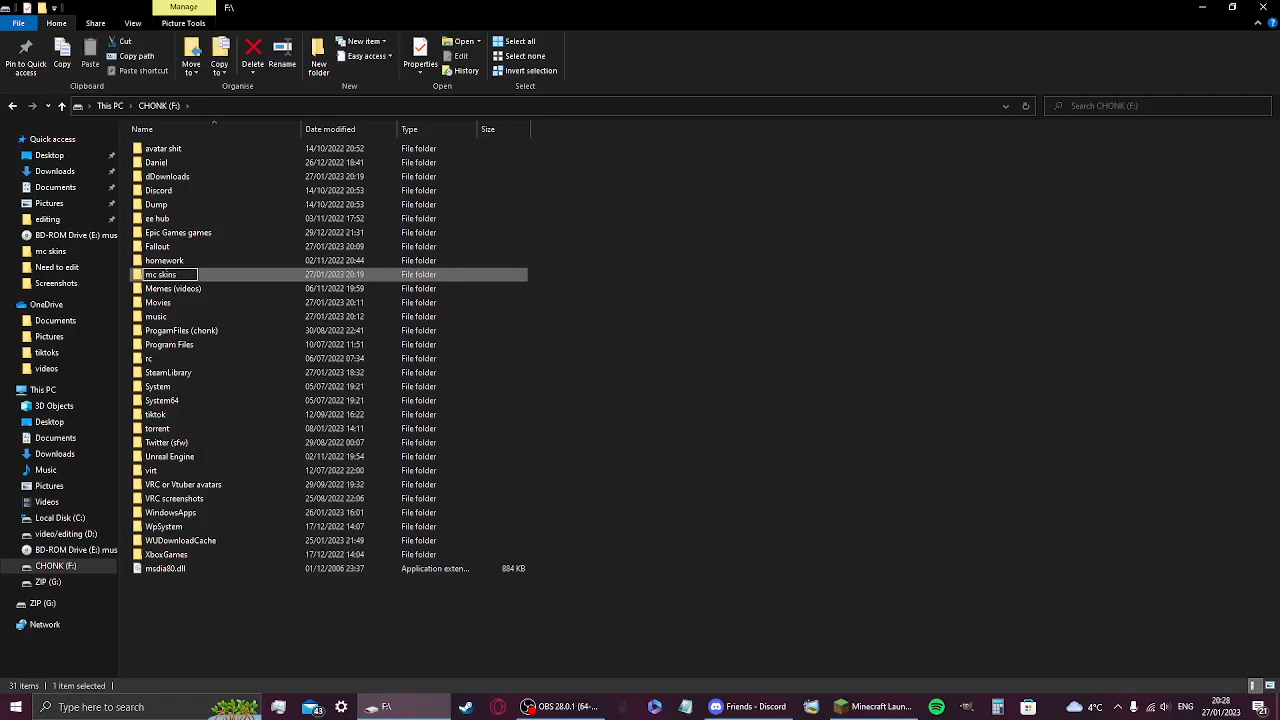 Manage F:\
File Home Share View Picture Tools
Pin to Quick access
Copy
Paste
Cut
Copy path
Paste shortcut
Clipboard
Move to
Copy to
Delete
Rename
Organise
New folder
New item
Easy access
New
Properties
Open
Edit
History
Open
Select all
Select none
Invert selection
Select
This PC CHONK (F:) Search CHONK (F:)
Name Date modified Type Size
Quick access
Desktop
Downloads
Documents
Pictures
editing
BD-ROM Drive (E:) mus
mc skins
Need to edit
Screenshots
OneDrive
Documents
Pictures
tiktoks
videos
This PC
3D Objects
Desktop
Documents
Downloads
Music
Pictures
Videos
Local Disk (C:)
video/editing (D:)
BD-ROM Drive (E:) mus
CHONK (F:)
ZIP (G:)
ZIP (G:)
Network
avatar shit 14/10/2022 20:52 File folder
Daniel 26/12/2022 18:41 File folder
dDownloads 27/01/2023 20:19 File folder
Discord 14/10/2022 20:53 File folder
Dump 14/10/2022 20:53 File folder
ee hub 03/11/2022 17:52 File folder
Epic Games games 29/12/2022 21:31 File folder
Fallout 27/01/2023 20:09 File folder
homework 02/11/2022 20:44 File folder
mc skins 27/01/2023 20:19 File folder
Memes (videos) 06/11/2022 19:59 File folder
Movies 27/01/2023 20:11 File folder
music 27/01/2023 20:12 File folder
ProgamFiles (chonk) 30/08/2022 22:41 File folder
Program Files 10/07/2022 11:51 File folder
rc 06/07/2022 07:34 File folder
SteamLibrary 27/01/2023 18:32 File folder
System 05/07/2022 19:21 File folder
System64 05/07/2022 19:21 File folder
tiktok 12/09/2022 16:22 File folder
torrent 08/01/2023 14:11 File folder
Twitter (sfw) 29/08/2022 00:07 File folder
Unreal Engine 02/11/2022 19:54 File folder
virt 12/07/2022 22:00 File folder
VRC or Vtuber avatars 29/09/2022 19:32 File folder
VRC screenshots 25/08/2022 22:06 File folder
WindowsApps 26/01/2023 16:01 File folder
WpSystem 17/12/2022 14:07 File folder
WUDownloadCache 25/01/2023 21:49 File folder
XboxGames 17/12/2022 14:04 File folder
msdia80.dll 01/12/2006 23:37 Application exten... 884 KB
31 items 1 item selected
Type here to search 43 F:\ OBS 28.0.1 (64-... Friends - Discord Minecraft Laun... 4°C ENG 20:28
27/01/2023